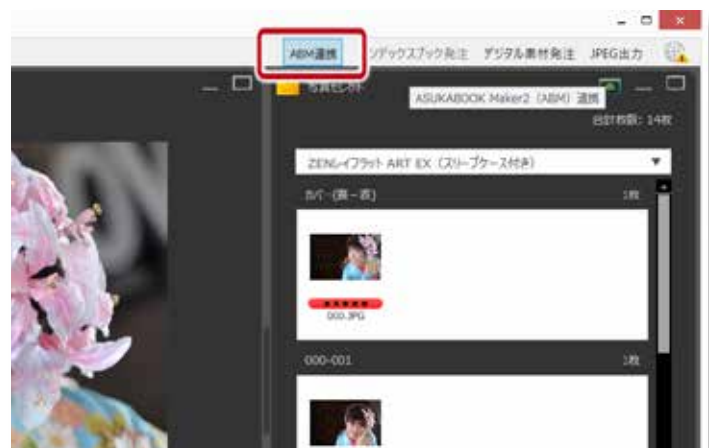 ABM連携
ンデックスブック発注 デジタル素材発注 JPEG出力
写真セレクト
ASUKABOOK Maker2（ABM）連携
合計枚数: 14枚
ZENレイフラット ART EX（スリーブケース付き）
カバー(裏－表)
1枚
000.JPG
000-001
1枚